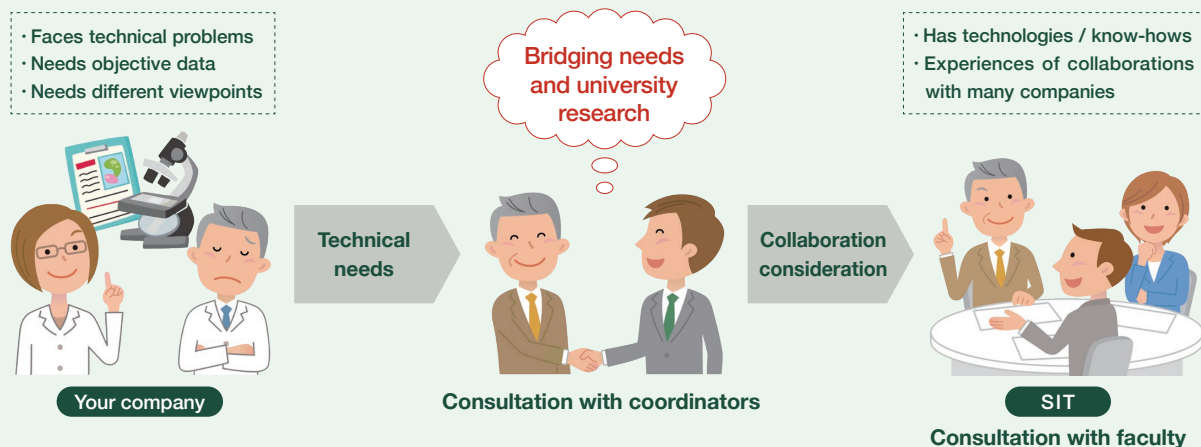 · Faces technical problems
· Needs objective data
· Needs different viewpoints
Bridging needs
and university
research
· Has technologies / know-hows
· Experiences of collaborations
with many companies
Technical
needs
Collaboration
consideration
Your company
Consultation with coordinators
SIT
Consultation with faculty